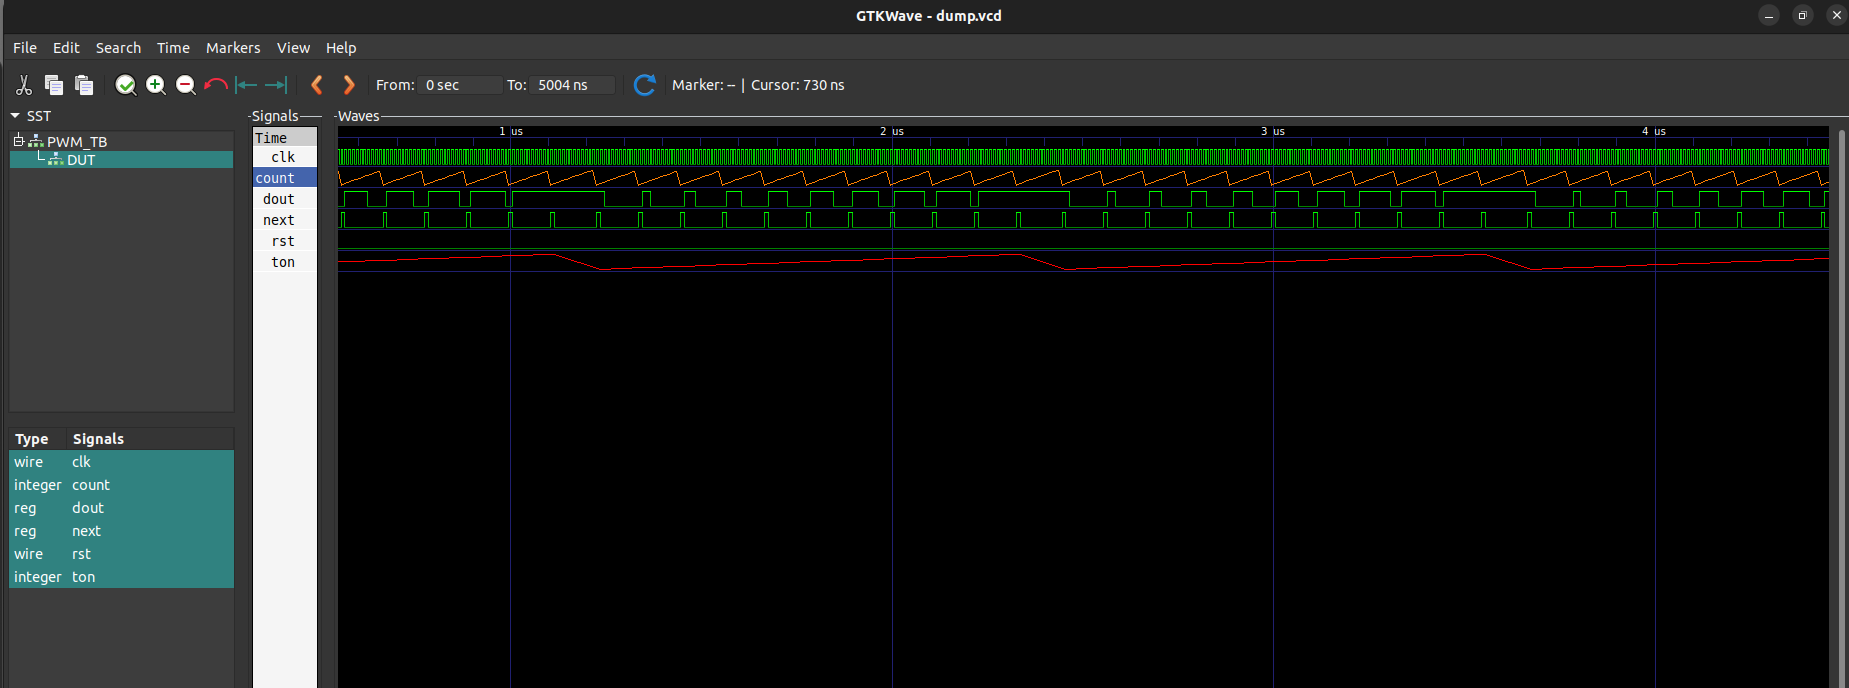 GTKWave - dump.vcd
File Edit Search Time Markers View Help
From: 0 sec To: 5004 ns Marker: -- | Cursor: 730 ns
SST
PWM_TB
DUT
Type Signals
wire clk
integer count
reg dout
reg next
wire rst
integer ton
Signals
Time
clk
count
dout
next
rst
ton
Waves
1 us 2 us 3 us 4 us